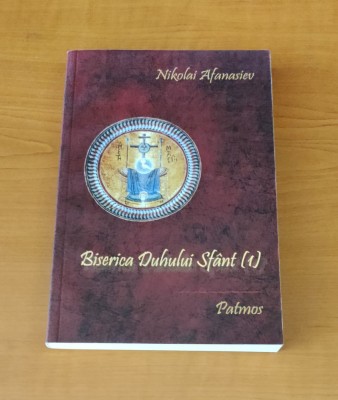 Nikolai Afanasiev
Biserica Duhului Sfânt (1)
Patmos